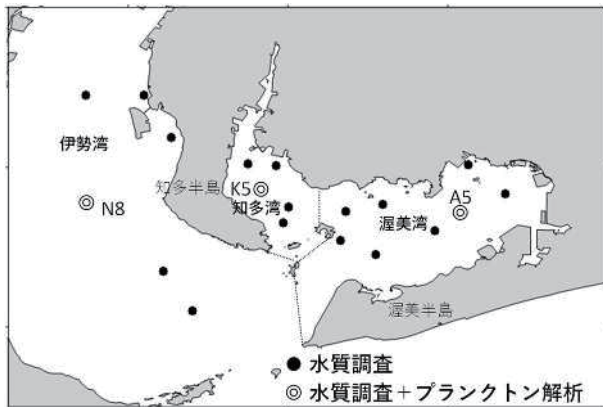 伊勢湾
知多半島
K5
A5
N8
知多湾
渥美湾
渥美半島
水質調査
水質調査＋プランクトン解析